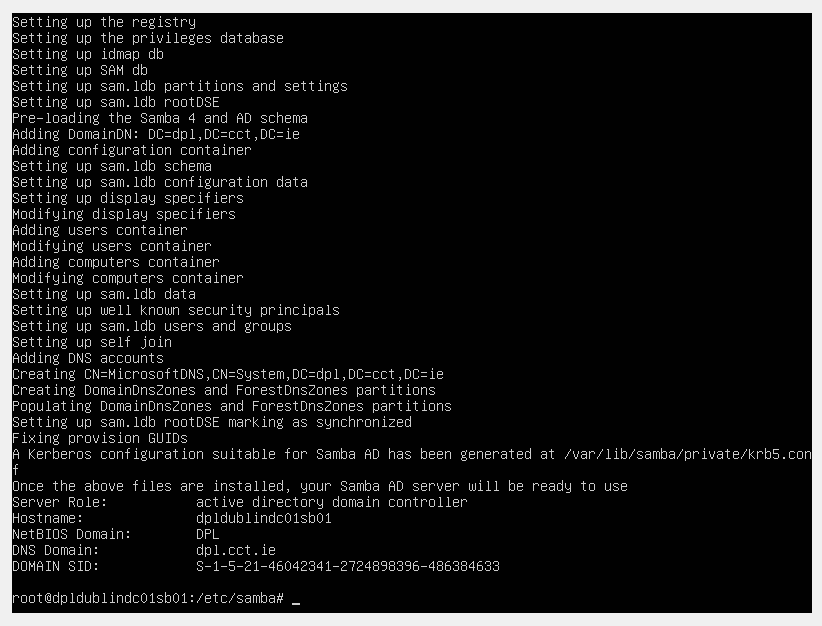 Setting up the registry
Setting up the privileges database
Setting up idmap db
Setting up SAM db
Setting up sam.ldb partitions and settings
Setting up sam.ldb rootDSE
Pre-loading the Samba 4 and AD schema
Adding DomainDN: DC=dpl,DC=cct,DC=ie
Adding configuration container
Setting up sam.ldb schema
Setting up sam.ldb configuration data
Setting up display specifiers
Modifying display specifiers
Adding users container
Modifying users container
Adding computers container
Modifying computers container
Setting up sam.ldb data
Setting up well known security principals
Setting up sam.ldb users and groups
Setting up self join
Adding DNS accounts
Creating CN=MicrosoftDNS,CN=System,DC=dpl,DC=cct,DC=ie
Creating DomainDnsZones and ForestDnsZones partitions
Populating DomainDnsZones and ForestDnsZones partitions
Setting up sam.ldb rootDSE marking as synchronized
Fixing provision GUIDs
A Kerberos configuration suitable for Samba AD has been generated at /var/lib/samba/private/krb5.con
f
Once the above files are installed, your Samba AD server will be ready to use
Server Role:           active directory domain controller
Hostname:              dpldublindc01sb01
NetBIOS Domain:        DPL
DNS Domain:            dpl.cct.ie
DOMAIN SID:            S-1-5-21-46042341-2724898396-486384633
root@dpldublindc01sb01:/etc/samba# _